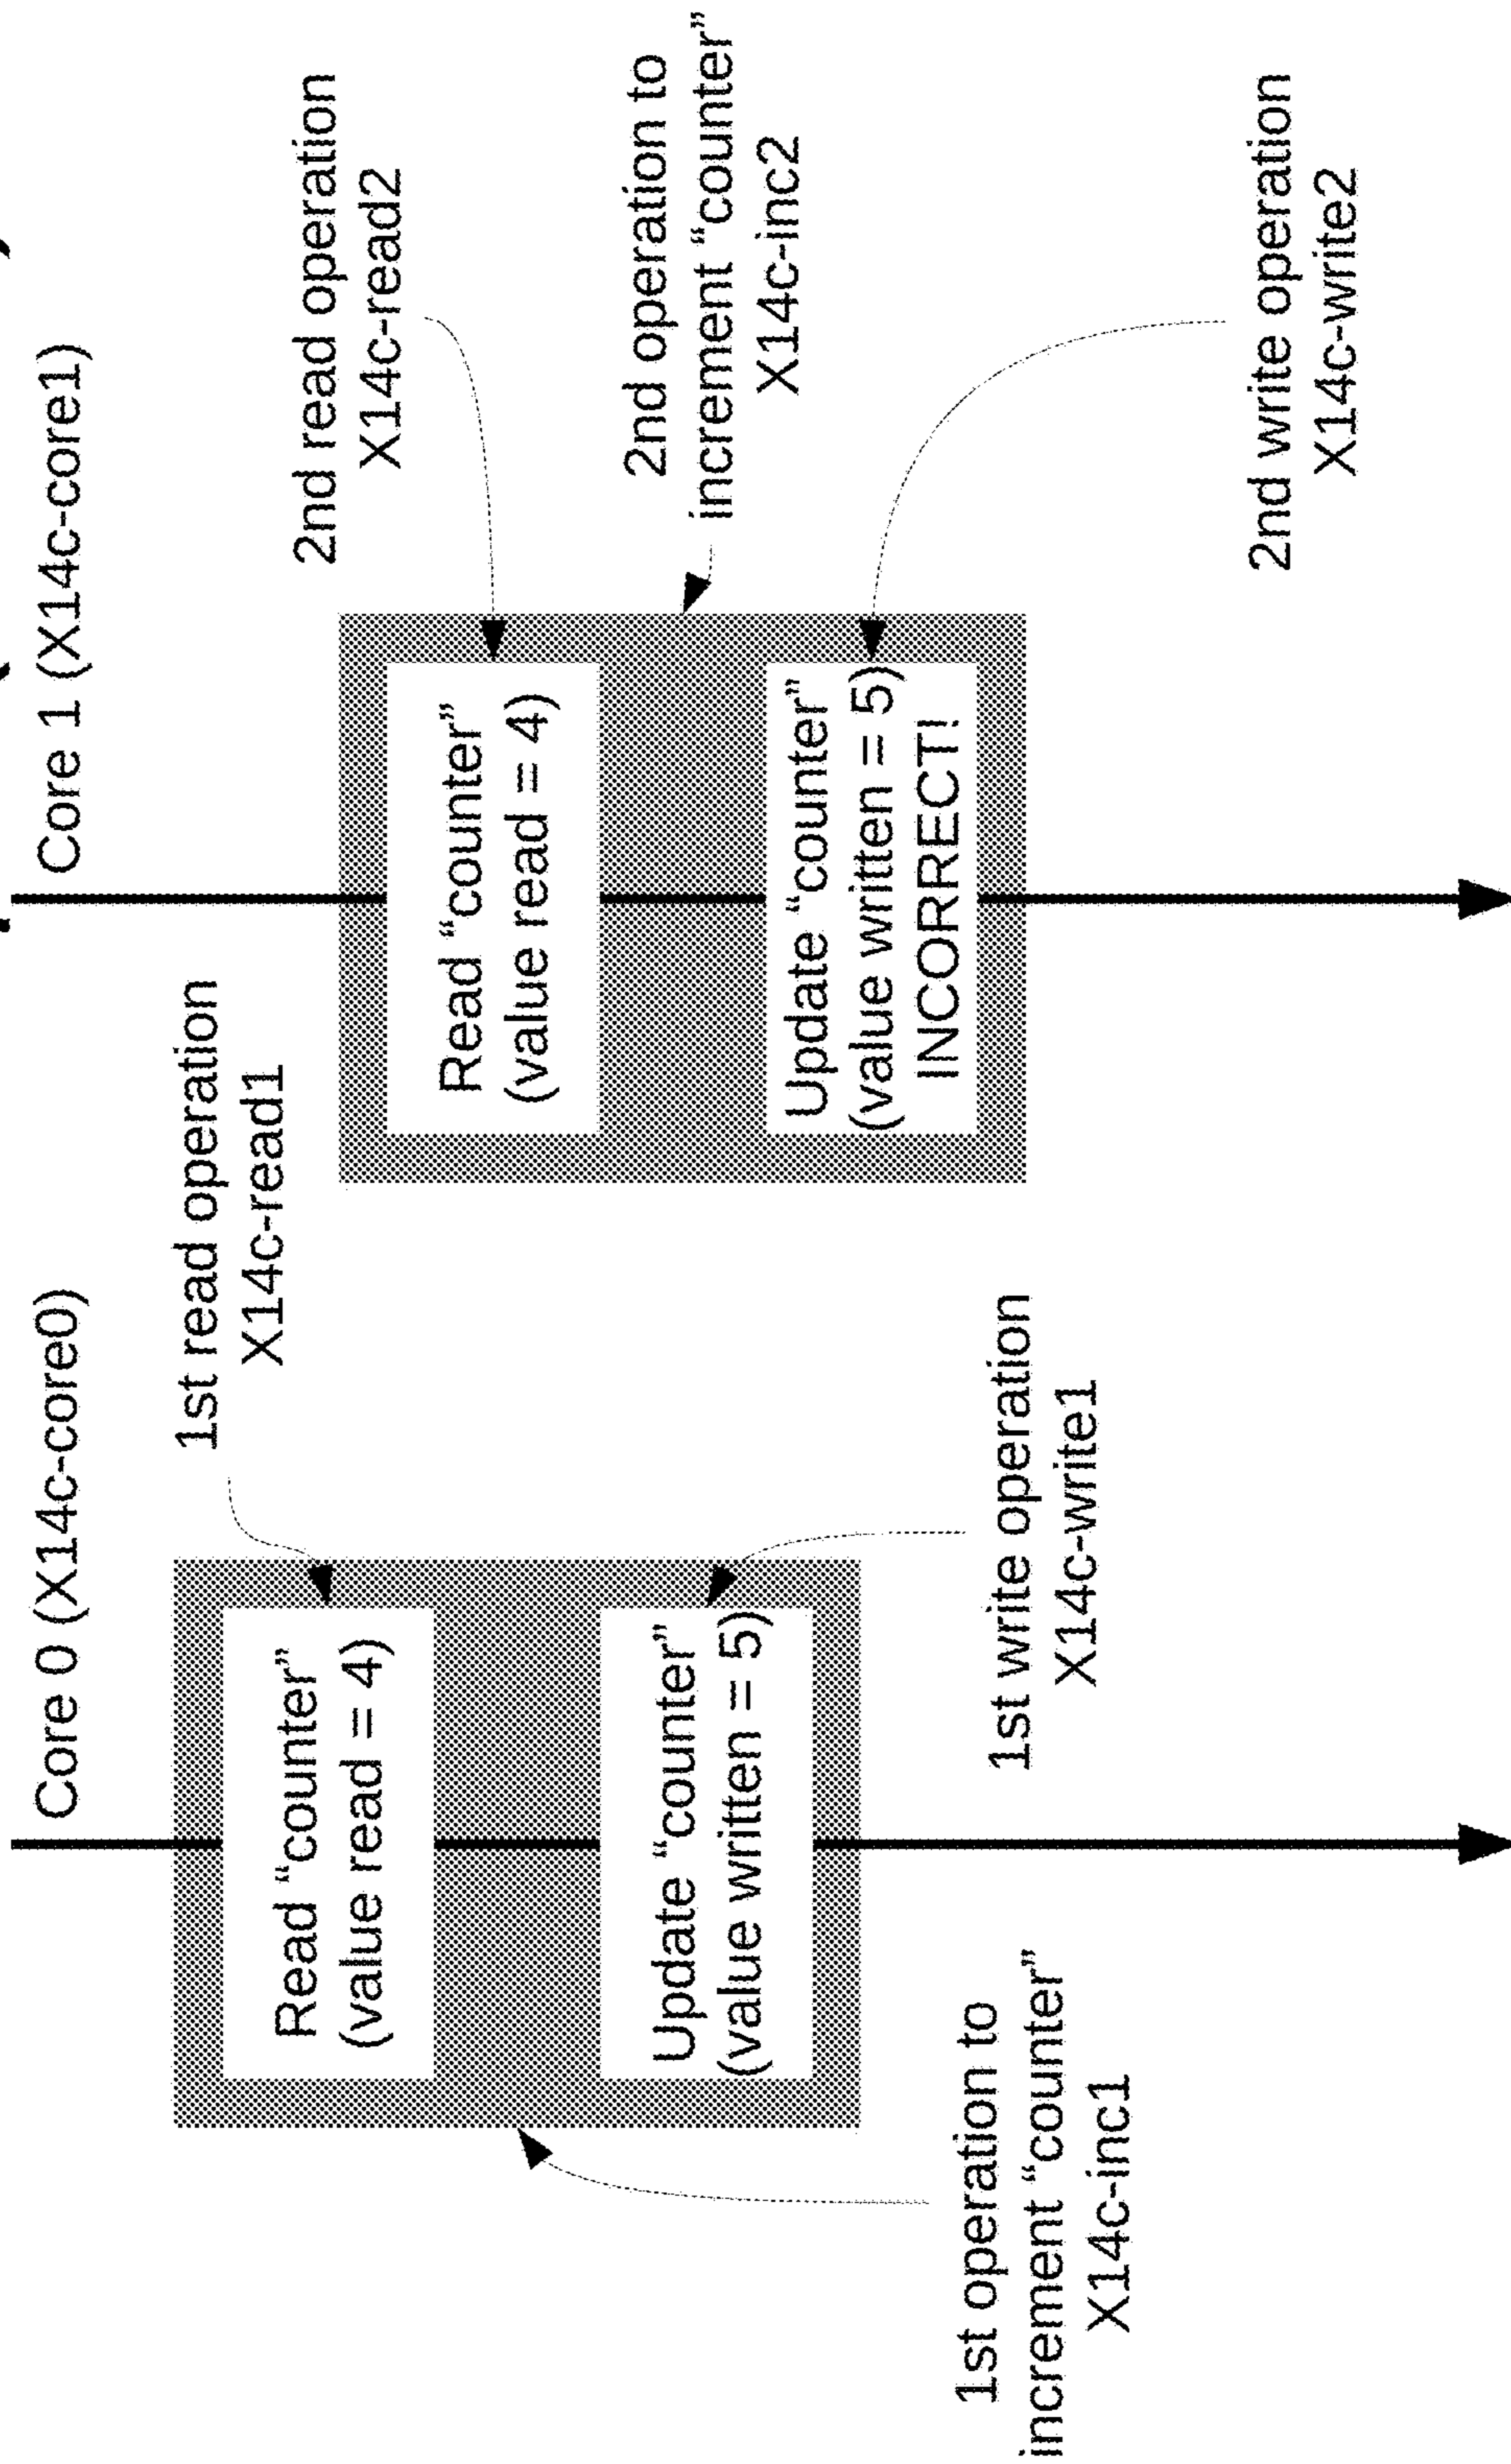 Core 0 (X14c-core0)
Core 1 (X14c-core1)
1st read operation
X14c-read1
2nd read operation
X14c-read2
Read “counter”
(value read = 4)
Read “counter”
(value read = 4)
2nd operation to
increment “counter”
X14c-inc2
Update “counter”
(value written = 5)
Update “counter”
(value written = 5)
INCORRECT!
1st operation to
increment “counter”
X14c-inc1
1st write operation
X14c-write1
2nd write operation
X14c-write2